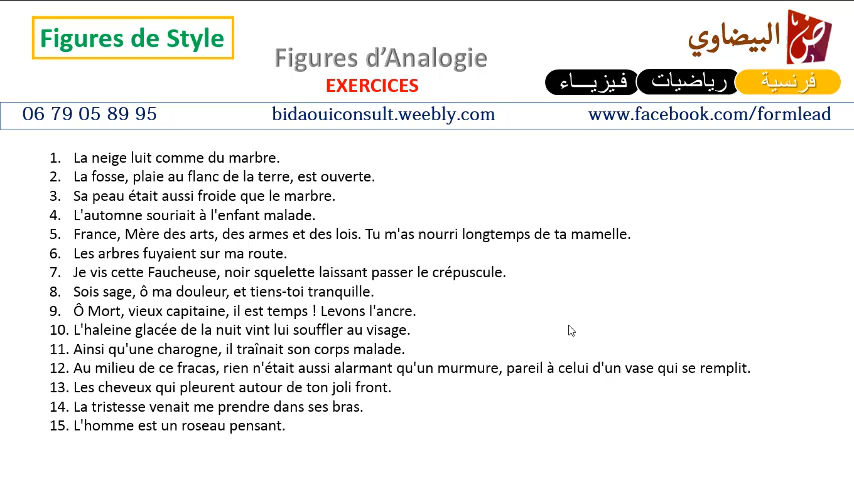 Figures de Style
Figures d’Analogie
EXERCICES
البيضاوي
فرنسية
رياضيات
فيزيـــاء
06 79 05 89 95
bidaouiconsult.weebly.com
www.facebook.com/formlead
1. La neige luit comme du marbre.
2. La fosse, plaie au flanc de la terre, est ouverte.
3. Sa peau était aussi froide que le marbre.
4. L'automne souriait à l'enfant malade.
5. France, Mère des arts, des armes et des lois. Tu m'as nourri longtemps de ta mamelle.
6. Les arbres fuyaient sur ma route.
7. Je vis cette Faucheuse, noir squelette laissant passer le crépuscule.
8. Sois sage, ô ma douleur, et tiens-toi tranquille.
9. Ô Mort, vieux capitaine, il est temps ! Levons l'ancre.
10. L'haleine glacée de la nuit vint lui souffler au visage.
11. Ainsi qu'une charogne, il traînait son corps malade.
12. Au milieu de ce fracas, rien n'était aussi alarmant qu'un murmure, pareil à celui d'un vase qui se remplit.
13. Les cheveux qui pleurent autour de ton joli front.
14. La tristesse venait me prendre dans ses bras.
15. L'homme est un roseau pensant.